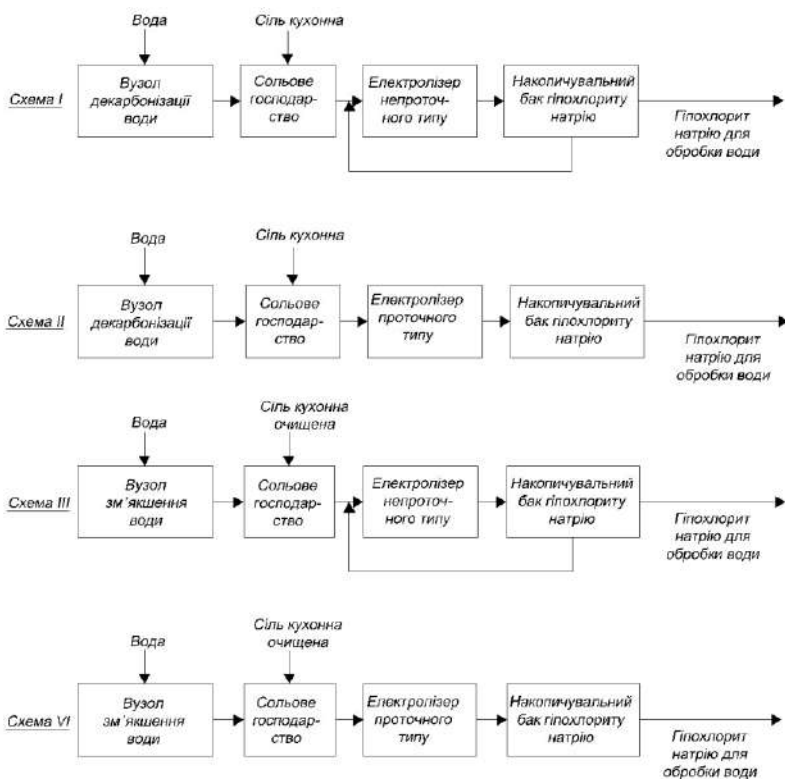 Вода
Сіль кухонна
Схема I
Вузол
декарбонізації
води
Сольове
господар-
ство
Електролізер
непроточ-
ного типу
Накопичувальний
бак гіпохлориту
натрію
Гіпохлорит
натрію для
обробки води
Вода
Сіль кухонна
Схема II
Вузол
декарбонізації
води
Сольове
господар-
ство
Електролізер
проточного
типу
Накопичувальний
бак гіпохлориту
натрію
Гіпохлорит
натрію для
обробки води
Вода
Сіль кухонна
очищена
Схема III
Вузол
зм'якшення
води
Сольове
господар-
ство
Електролізер
непроточ-
ного типу
Накопичувальний
бак гіпохлориту
натрію
Гіпохлорит
натрію для
обробки води
Вода
Сіль кухонна
очищена
Схема VI
Вузол
зм'якшення
води
Сольове
господар-
ство
Електролізер
проточного
типу
Накопичувальний
бак гіпохлориту
натрію
Гіпохлорит
натрію для
обробки води